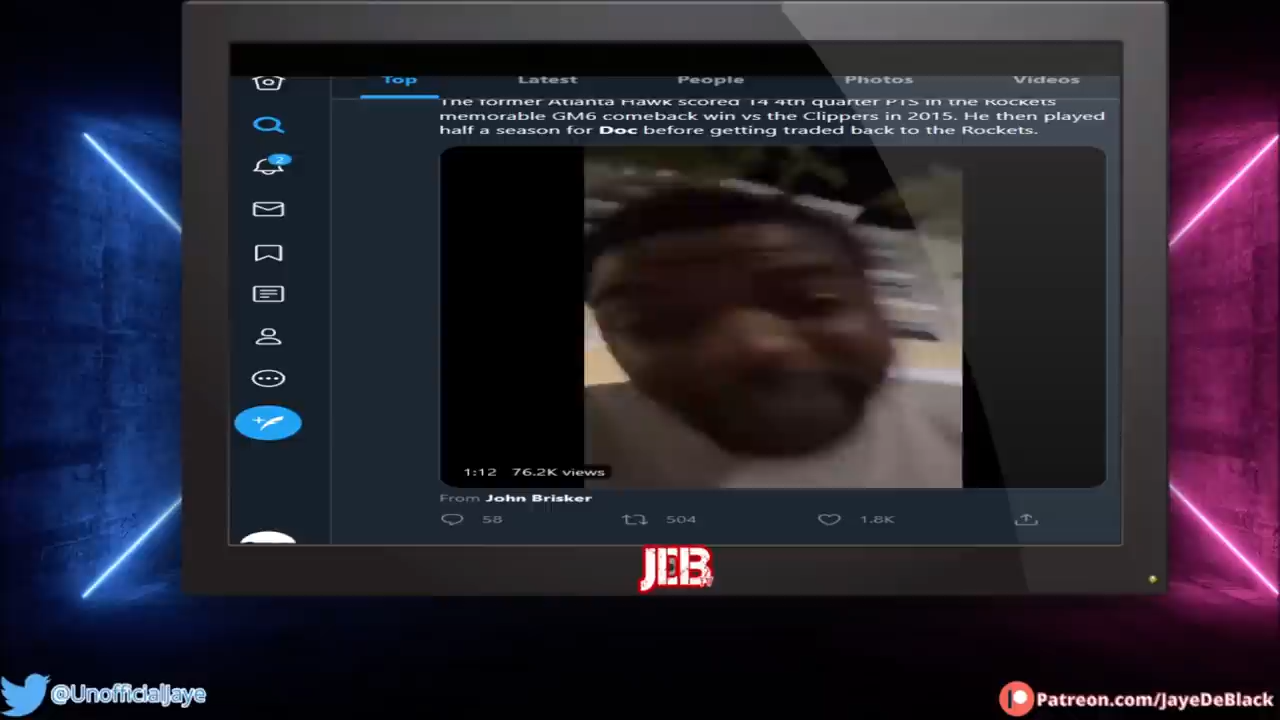 Top Latest People Photos Videos
The former Atlanta Hawk scored 14 4th quarter PTS in the Rockets
memorable GM6 comeback win vs the Clippers in 2015. He then played
half a season for Doc before getting traded back to the Rockets.
2
1:12 76.2K views
From John Brisker
58 504 1.8K
JEB
@UnofficialJaye
Patreon.com/JayeDeBlack